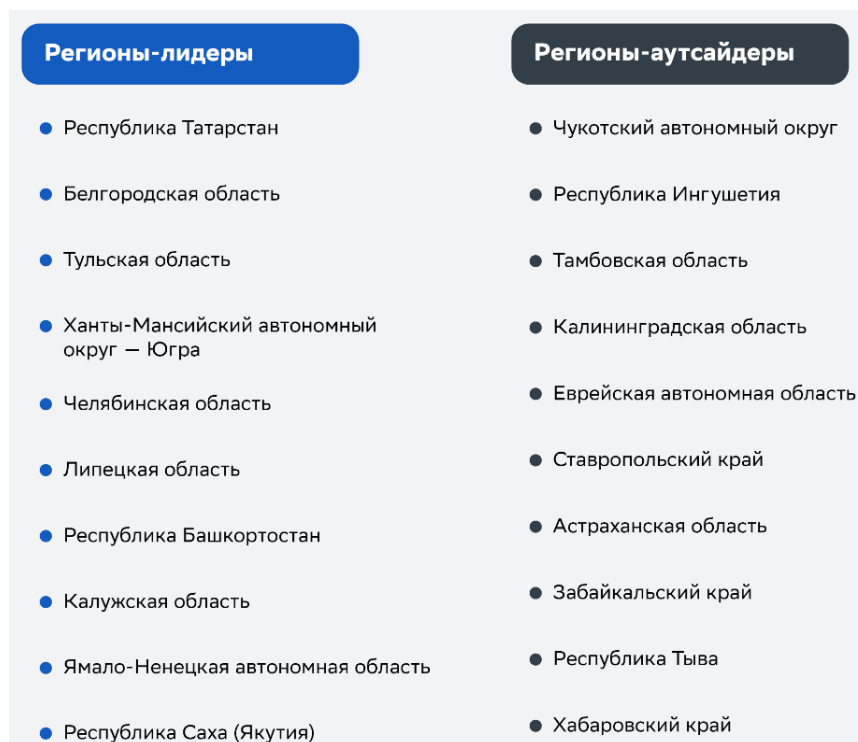 Регионы-лидеры
Республика Татарстан
Белгородская область
Тульская область
Ханты-Мансийский автономный
округ — Югра
Челябинская область
Липецкая область
Республика Башкортостан
Калужская область
Ямало-Ненецкая автономная область
Республика Саха (Якутия)
Регионы-аутсайдеры
Чукотский автономный округ
Республика Ингушетия
Тамбовская область
Калининградская область
Еврейская автономная область
Ставропольский край
Астраханская область
Забайкальский край
Республика Тыва
Хабаровский край